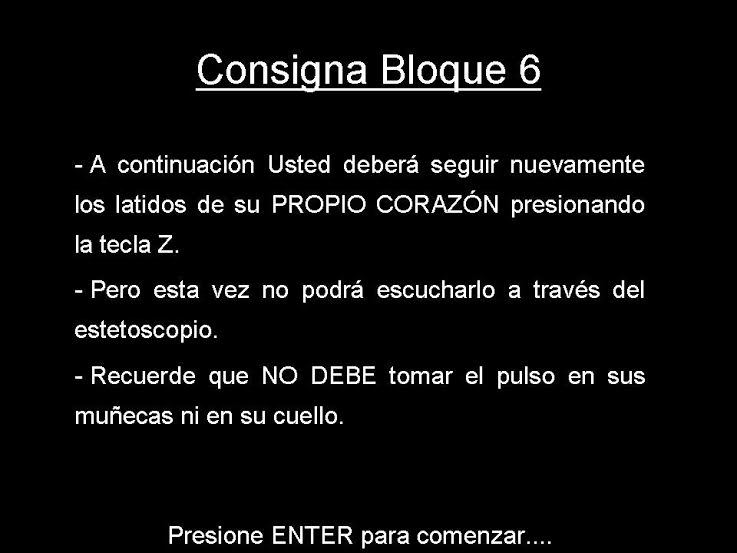 Consigna Bloque 6
- A continuación Usted deberá seguir nuevamente
los latidos de su PROPIO CORAZÓN presionando
la tecla Z.
- Pero esta vez no podrá escucharlo a través del
estetoscopio.
- Recuerde que NO DEBE tomar el pulso en sus
muñecas ni en su cuello.
Presione ENTER para comenzar....